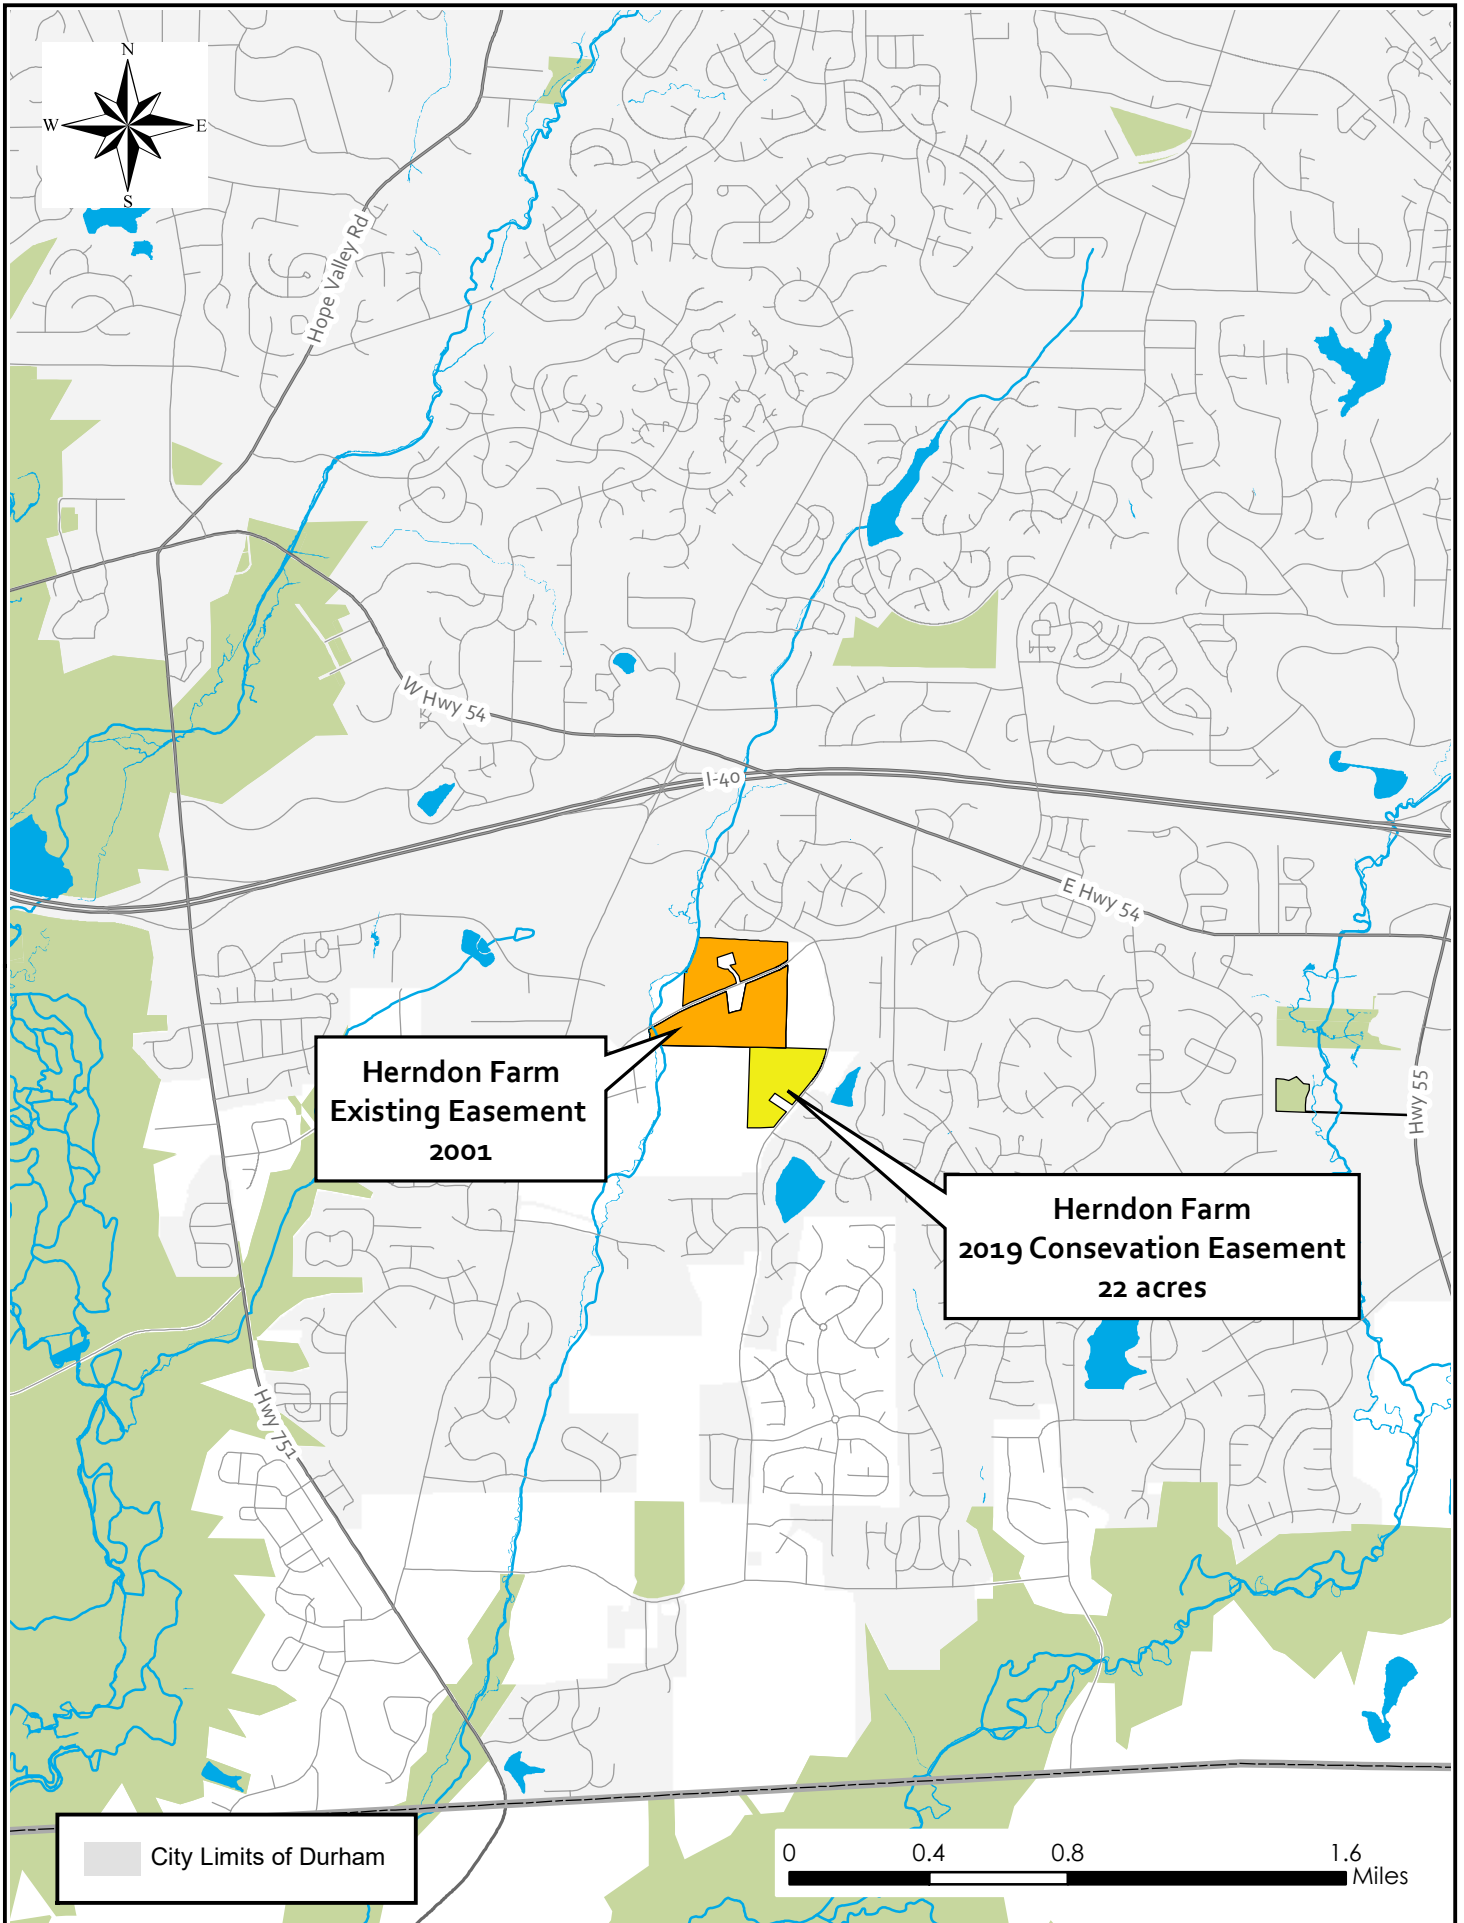 N
W
E
S
Hope Valley Rd
W Hwy 54
I-40
E Hwy 54
Herndon Farm
Existing Easement
2001
Hwy 55
Herndon Farm
2019 Consevation Easement
22 acres
Hwy 751
City Limits of Durham
0 0.4 0.8 1.6
Miles